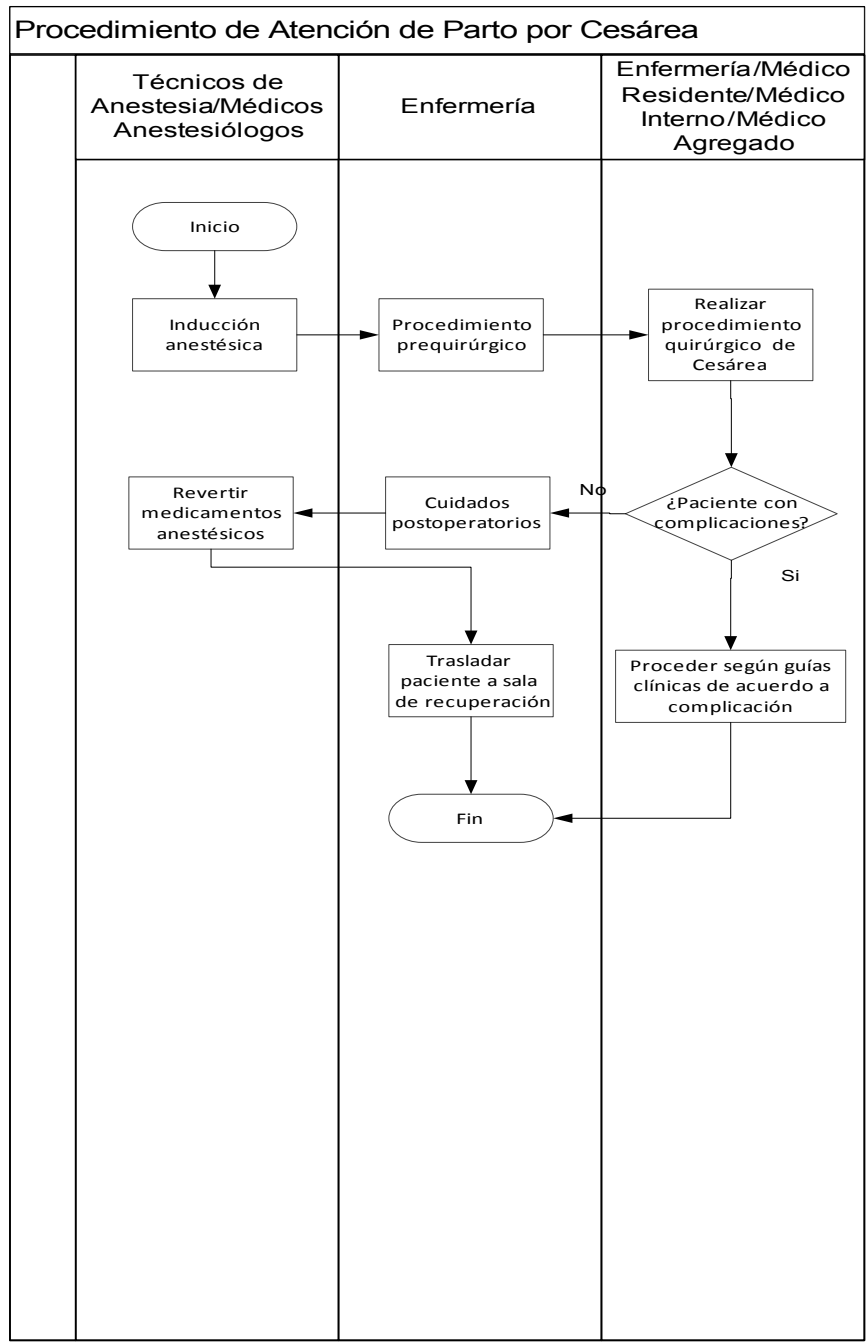 Procedimiento de Atención de Parto por Cesárea
Técnicos de
Anestesia/Médicos
Anestesiólogos
Enfermería
Enfermería/Médico
Residente/Médico
Interno/Médico
Agregado
Inicio
Inducción
anestésica
Procedimiento
prequirúrgico
Realizar
procedimiento
quirúrgico de
Cesárea
Revertir
medicamentos
anestésicos
Cuidados
postoperatorios
No
¿Paciente con
complicaciones?
Si
Trasladar
paciente a sala
de recuperación
Proceder según guías
clínicas de acuerdo a
complicación
Fin